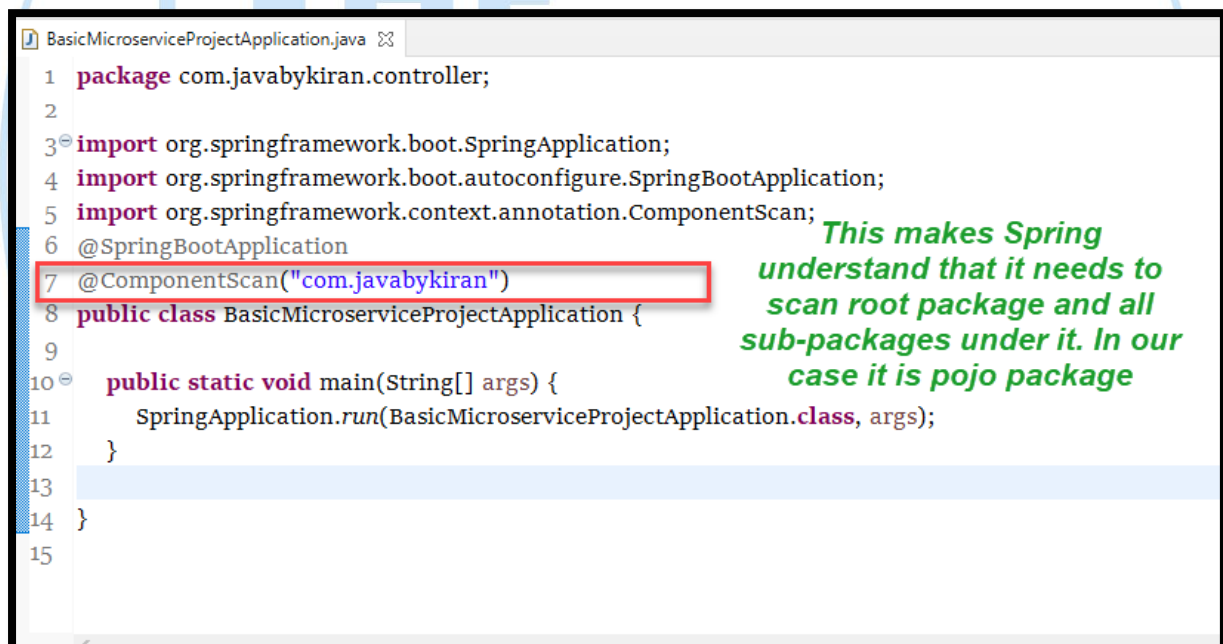 BasicMicroserviceProjectApplication.java
1 package com.javabykiran.controller;
2
3 import org.springframework.boot.SpringApplication;
4 import org.springframework.boot.autoconfigure.SpringBootApplication;
5 import org.springframework.context.annotation.ComponentScan;
6 @SpringBootApplication
7 @ComponentScan("com.javabykiran")
8 public class BasicMicroserviceProjectApplication {
9
10 public static void main(String[] args) {
11 SpringApplication.run(BasicMicroserviceProjectApplication.class, args);
12 }
13
14 }
15
This makes Spring
understand that it needs to
scan root package and all
sub-packages under it. In our
case it is pojo package